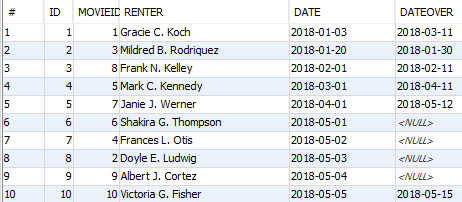 # ID MOVIEID RENTER DATE DATEOVER
1 1 1 Gracie C. Koch 2018-01-03 2018-03-11
2 2 3 Mildred B. Rodriquez 2018-01-20 2018-01-30
3 3 8 Frank N. Kelley 2018-02-01 2018-02-11
4 4 5 Mark C. Kennedy 2018-03-01 2018-04-11
5 5 7 Janie J. Werner 2018-04-01 2018-05-12
6 6 6 Shakira G. Thompson 2018-05-01 <NULL>
7 7 4 Frances L. Otis 2018-05-02 <NULL>
8 8 2 Doyle E. Ludwig 2018-05-03 <NULL>
9 9 9 Albert J. Cortez 2018-05-04 <NULL>
10 10 10 Victoria G. Fisher 2018-05-05 2018-05-15